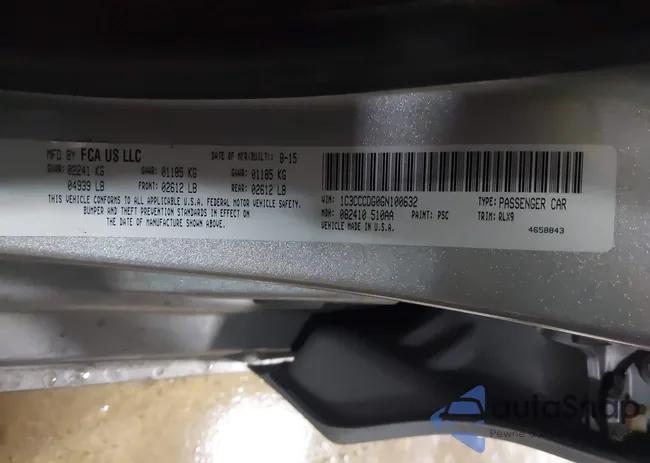 MFD BY FCA US LLC DATE OF MFR(BUILT): 8-15
GVWR: 02241 KG GAWR: 01185 KG GAWR: 01185 KG
04939 LB FRONT: 02612 LB REAR: 02612 LB
THIS VEHICLE CONFORMS TO ALL APPLICABLE U.S.A. FEDERAL MOTOR VEHICLE SAFETY,
BUMPER AND THEFT PREVENTION STANDARDS IN EFFECT ON
THE DATE OF MANUFACTURE SHOWN ABOVE.
VIN: 1C3CCCDG0GN100632 TYPE: PASSENGER CAR
MDH: 082410 510AA PAINT: PSC TRIM: RLX9
VEHICLE MADE IN U.S.A. 4658843
autaSnap